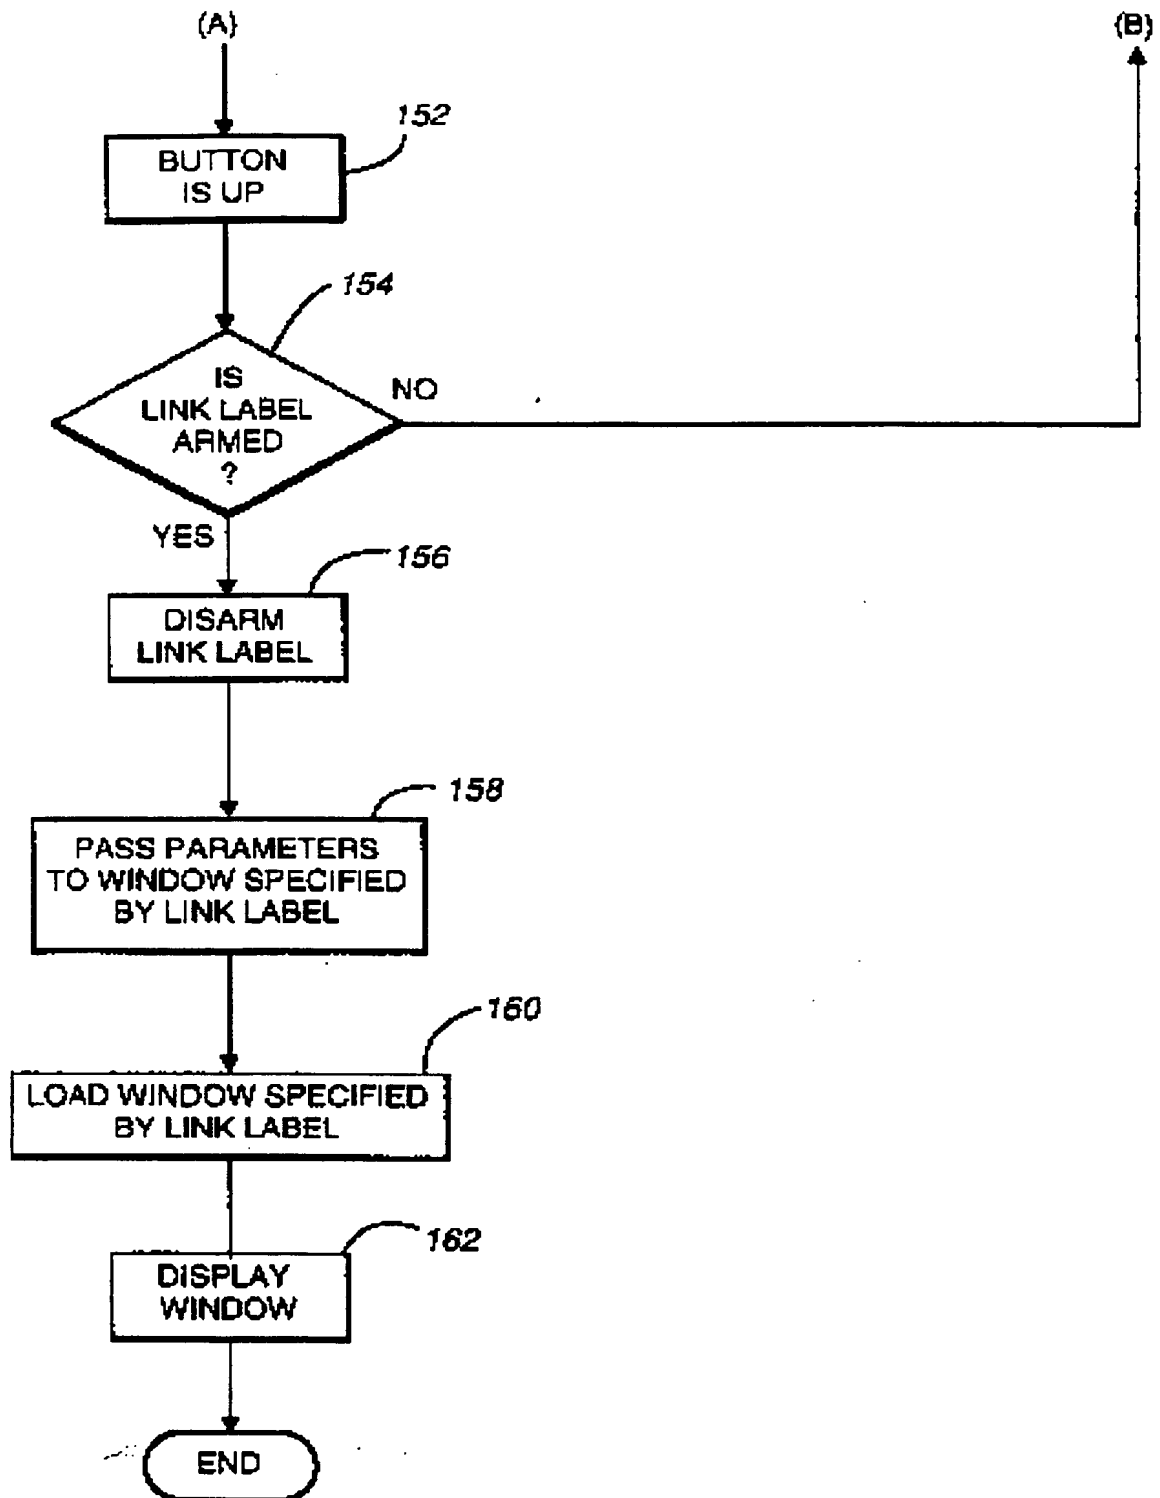 (A)
(B)
152
BUTTON
IS UP
154
IS
LINK LABEL
ARMED
?
NO
YES
156
DISARM
LINK LABEL
158
PASS PARAMETERS
TO WINDOW SPECIFIED
BY LINK LABEL
160
LOAD WINDOW SPECIFIED
BY LINK LABEL
162
DISPLAY
WINDOW
END